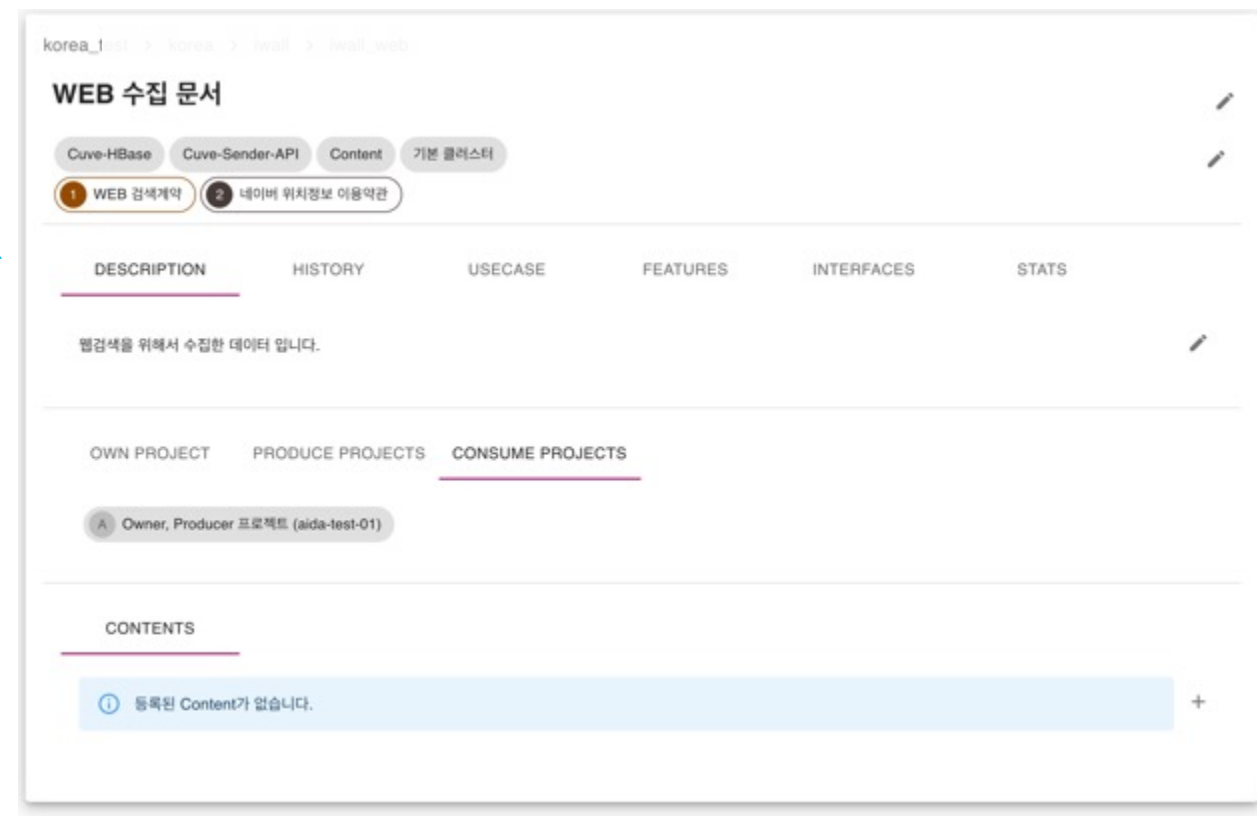 korea_test > korea > iwall > iwall_web
WEB 수집 문서
Cuve-HBase Cuve-Sender-API Content 기본 클러스터
1 WEB 검색계약 2 네이버 위치정보 이용약관
DESCRIPTION HISTORY USECASE FEATURES INTERFACES STATS
웹검색을 위해서 수집한 데이터 입니다.
OWN PROJECT PRODUCE PROJECTS CONSUME PROJECTS
A Owner, Producer 프로젝트 (aida-test-01)
CONTENTS
등록된 Content가 없습니다.